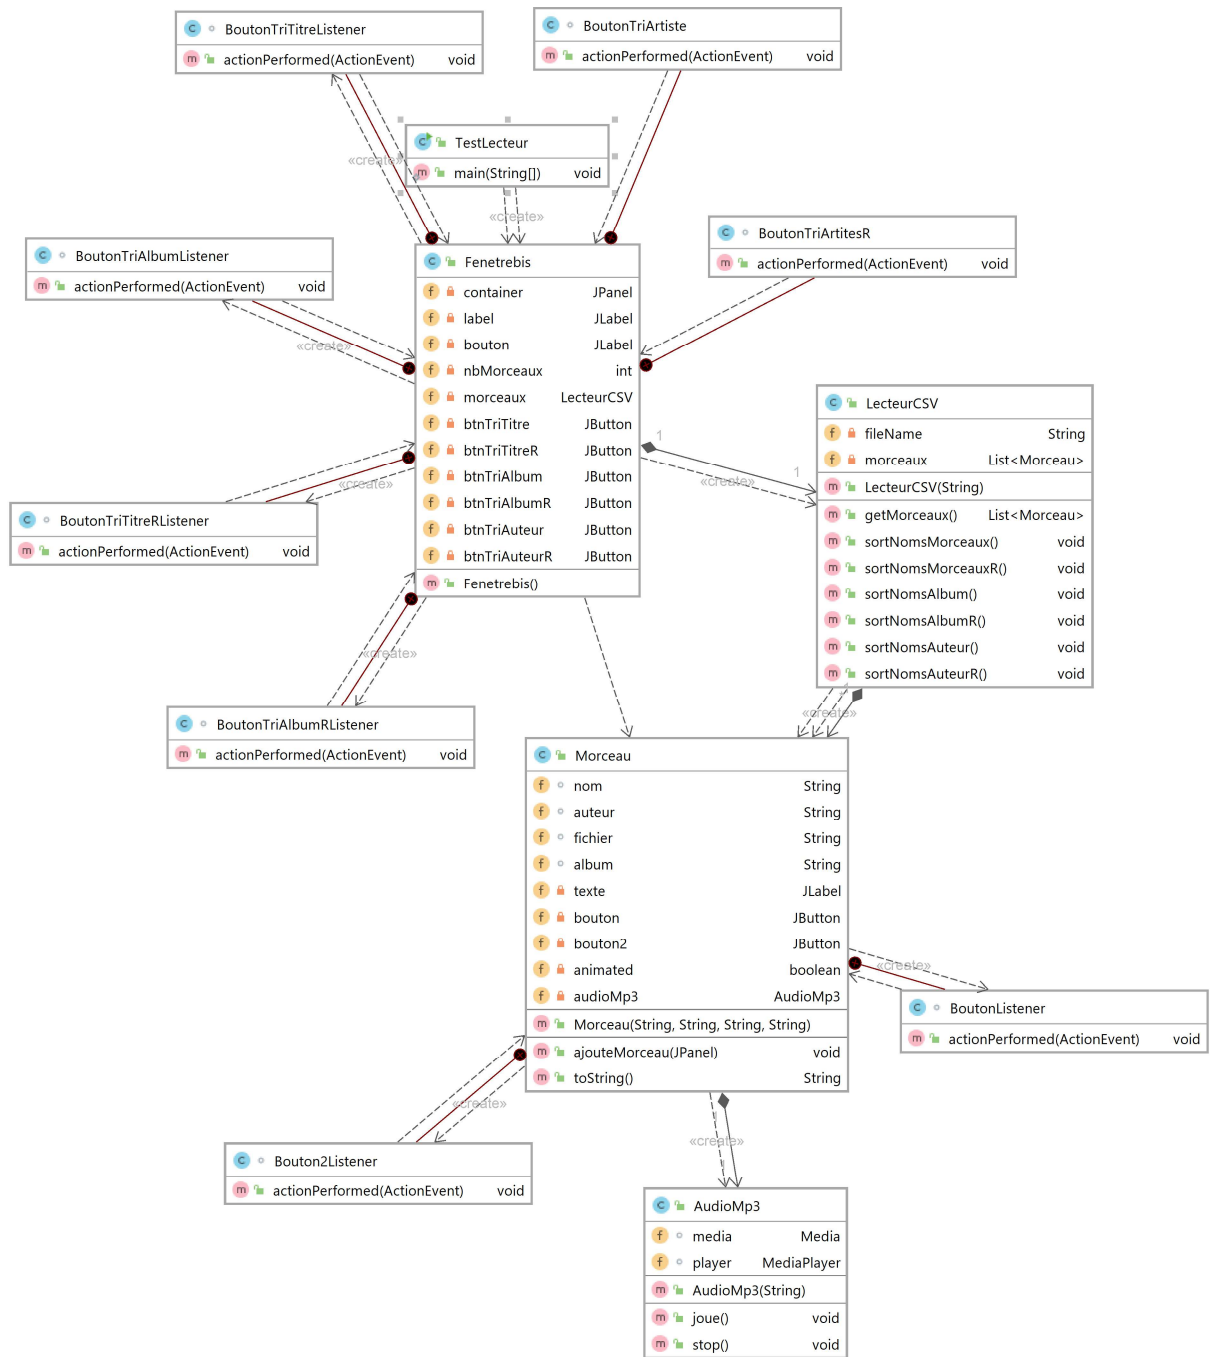 BoutonTriTitreListener
actionPerformed(ActionEvent) void
BoutonTriArtiste
actionPerformed(ActionEvent) void
«create»
TestLecteur
main(String[]) void
«create»
BoutonTriAlbumListener
actionPerformed(ActionEvent) void
«create»
BoutonTriArtitesR
actionPerformed(ActionEvent) void
Fenetrebis
container JPanel
label JLabel
bouton JLabel
nbMorceaux int
morceaux LecteurCSV
btnTriTitre JButton
btnTriTitreR JButton
btnTriAlbum JButton
btnTriAlbumR JButton
btnTriAuteur JButton
btnTriAuteurR JButton
Fenetrebis()
1
1
«create»
LecteurCSV
fileName String
morceaux List<Morceau>
LecteurCSV(String)
getMorceaux() List<Morceau>
sortNomsMorceaux() void
sortNomsMorceauxR() void
sortNomsAlbum() void
sortNomsAlbumR() void
sortNomsAuteur() void
sortNomsAuteurR() void
«create»
BoutonTriTitreRListener
actionPerformed(ActionEvent) void
«create»
BoutonTriAlbumRListener
actionPerformed(ActionEvent) void
«create»
Morceau
nom String
auteur String
fichier String
album String
texte JLabel
bouton JButton
bouton2 JButton
animated boolean
audioMp3 AudioMp3
Morceau(String, String, String, String)
ajouteMorceau(JPanel) void
toString() String
«create»
BoutonListener
actionPerformed(ActionEvent) void
«create»
Bouton2Listener
actionPerformed(ActionEvent) void
«create»
AudioMp3
media Media
player MediaPlayer
AudioMp3(String)
joue() void
stop() void